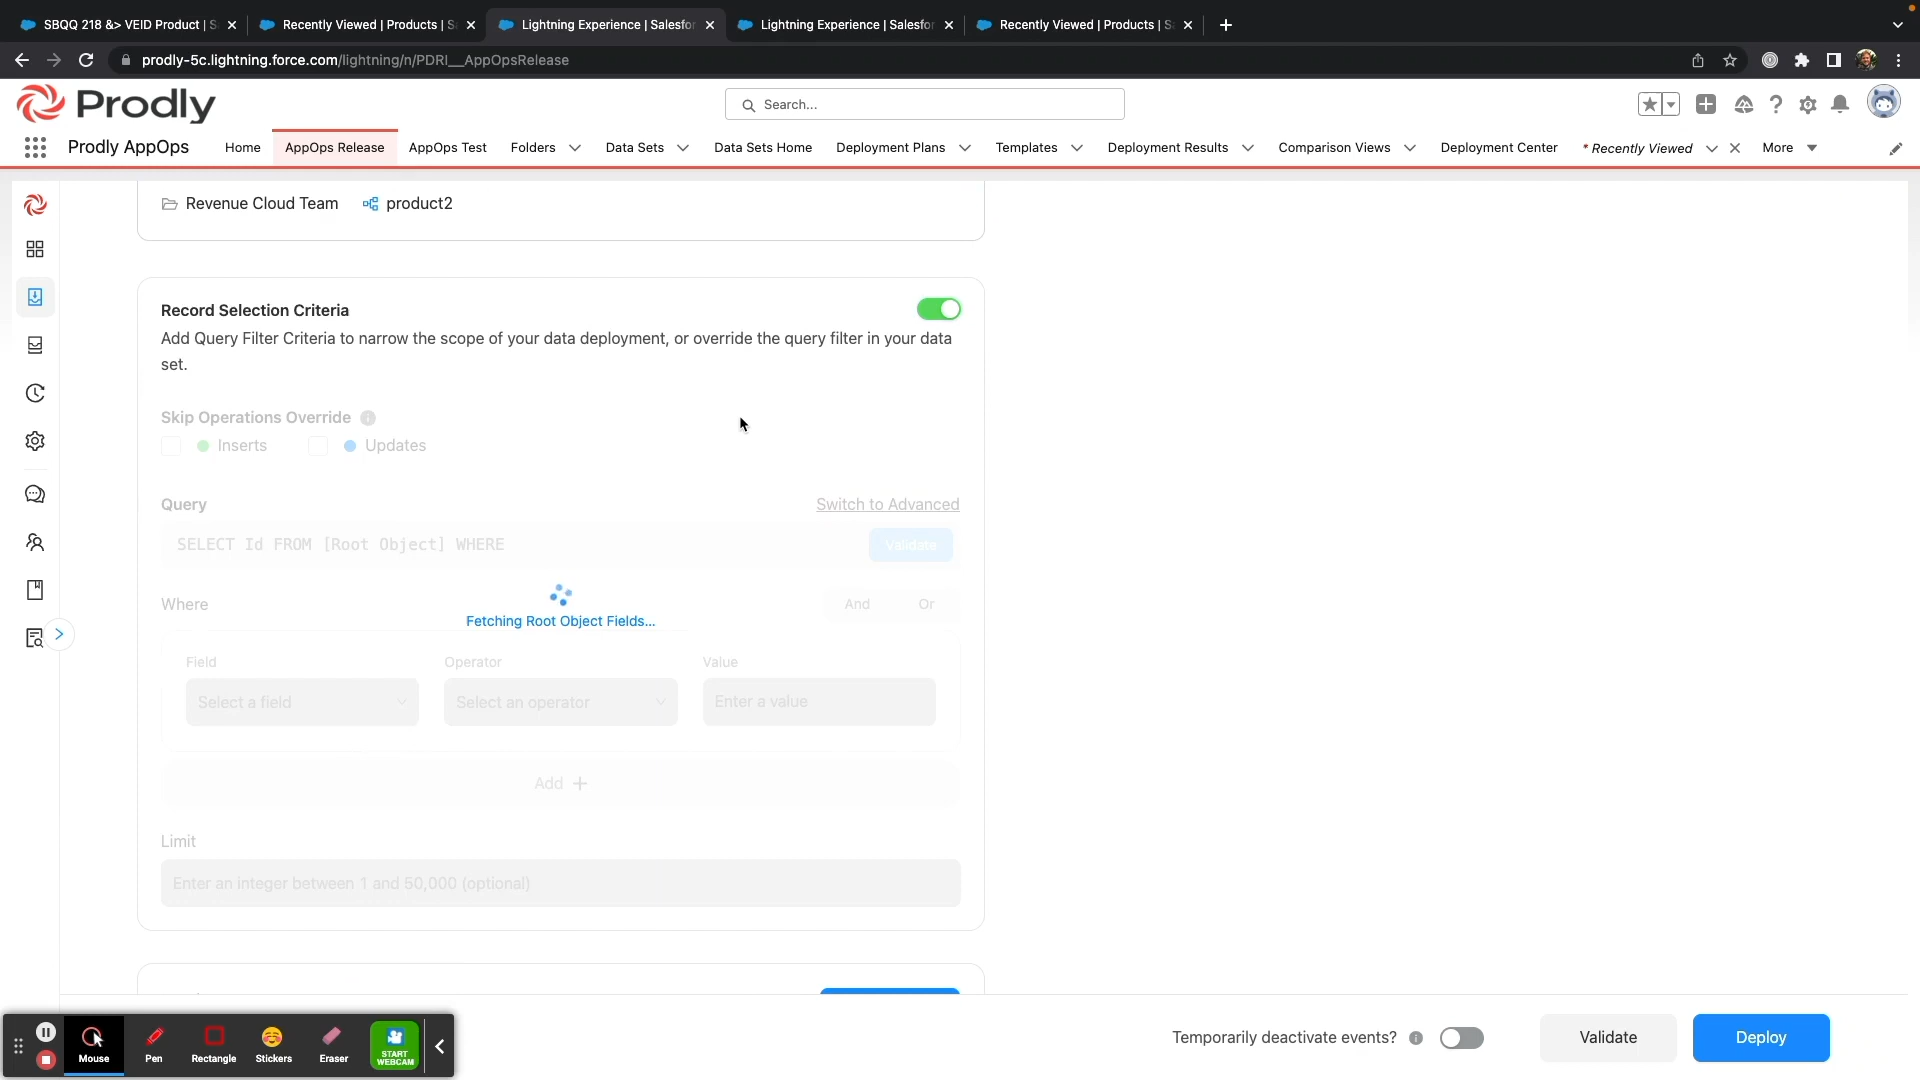 SBQQ 218 &> VEID Product | S
Recently Viewed | Products | S
Lightning Experience | Salesfor
Lightning Experience | Salesfor
Recently Viewed | Products | S
prodly-5c.lightning.force.com/lightning/n/PDRI__AppOpsRelease
Prodly
Search...
Prodly AppOps
Home
AppOps Release
AppOps Test
Folders
Data Sets
Data Sets Home
Deployment Plans
Templates
Deployment Results
Comparison Views
Deployment Center
* Recently Viewed
More
Revenue Cloud Team
product2
Record Selection Criteria
Add Query Filter Criteria to narrow the scope of your data deployment, or override the query filter in your data
set.
Skip Operations Override
Inserts
Updates
Query
Switch to Advanced
SELECT Id FROM [Root Object] WHERE
Validate
Where
And
Or
Fetching Root Object Fields...
Field
Operator
Value
Select a field
Select an operator
Enter a value
Add +
Limit
Enter an integer between 1 and 50,000 (optional)
Mouse
Pen
Rectangle
Stickers
Eraser
START
WEBCAM
Temporarily deactivate events?
Validate
Deploy